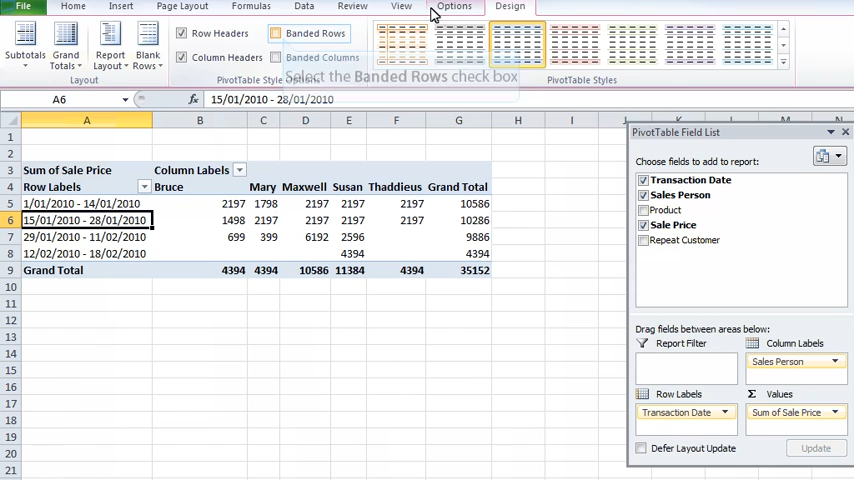 File Home Insert Page Layout Formulas Data Review View Options Design
Subtotals Grand Totals Report Layout Blank Rows
Row Headers Banded Rows
Column Headers Banded Columns
Select the Banded Rows check box
Layout PivotTable Style Options PivotTable Styles
A6 fx 15/01/2010 - 28/01/2010
A B C D E F G H I J K L M N
1
2
3 Sum of Sale Price Column Labels
4 Row Labels Bruce Mary Maxwell Susan Thaddieus Grand Total
5 1/01/2010 - 14/01/2010 2197 1798 2197 2197 2197 10586
6 15/01/2010 - 28/01/2010 1498 2197 2197 2197 2197 10286
7 29/01/2010 - 11/02/2010 699 399 6192 2596 9886
8 12/02/2010 - 18/02/2010 4394 4394
9 Grand Total 4394 4394 10586 11384 4394 35152
10
11
12
13
14
15
16
17
18
19
20
21
PivotTable Field List
Choose fields to add to report:
Transaction Date
Sales Person
Product
Sale Price
Repeat Customer
Drag fields between areas below:
Report Filter Column Labels
Sales Person
Row Labels Σ Values
Transaction Date Sum of Sale Price
Defer Layout Update Update